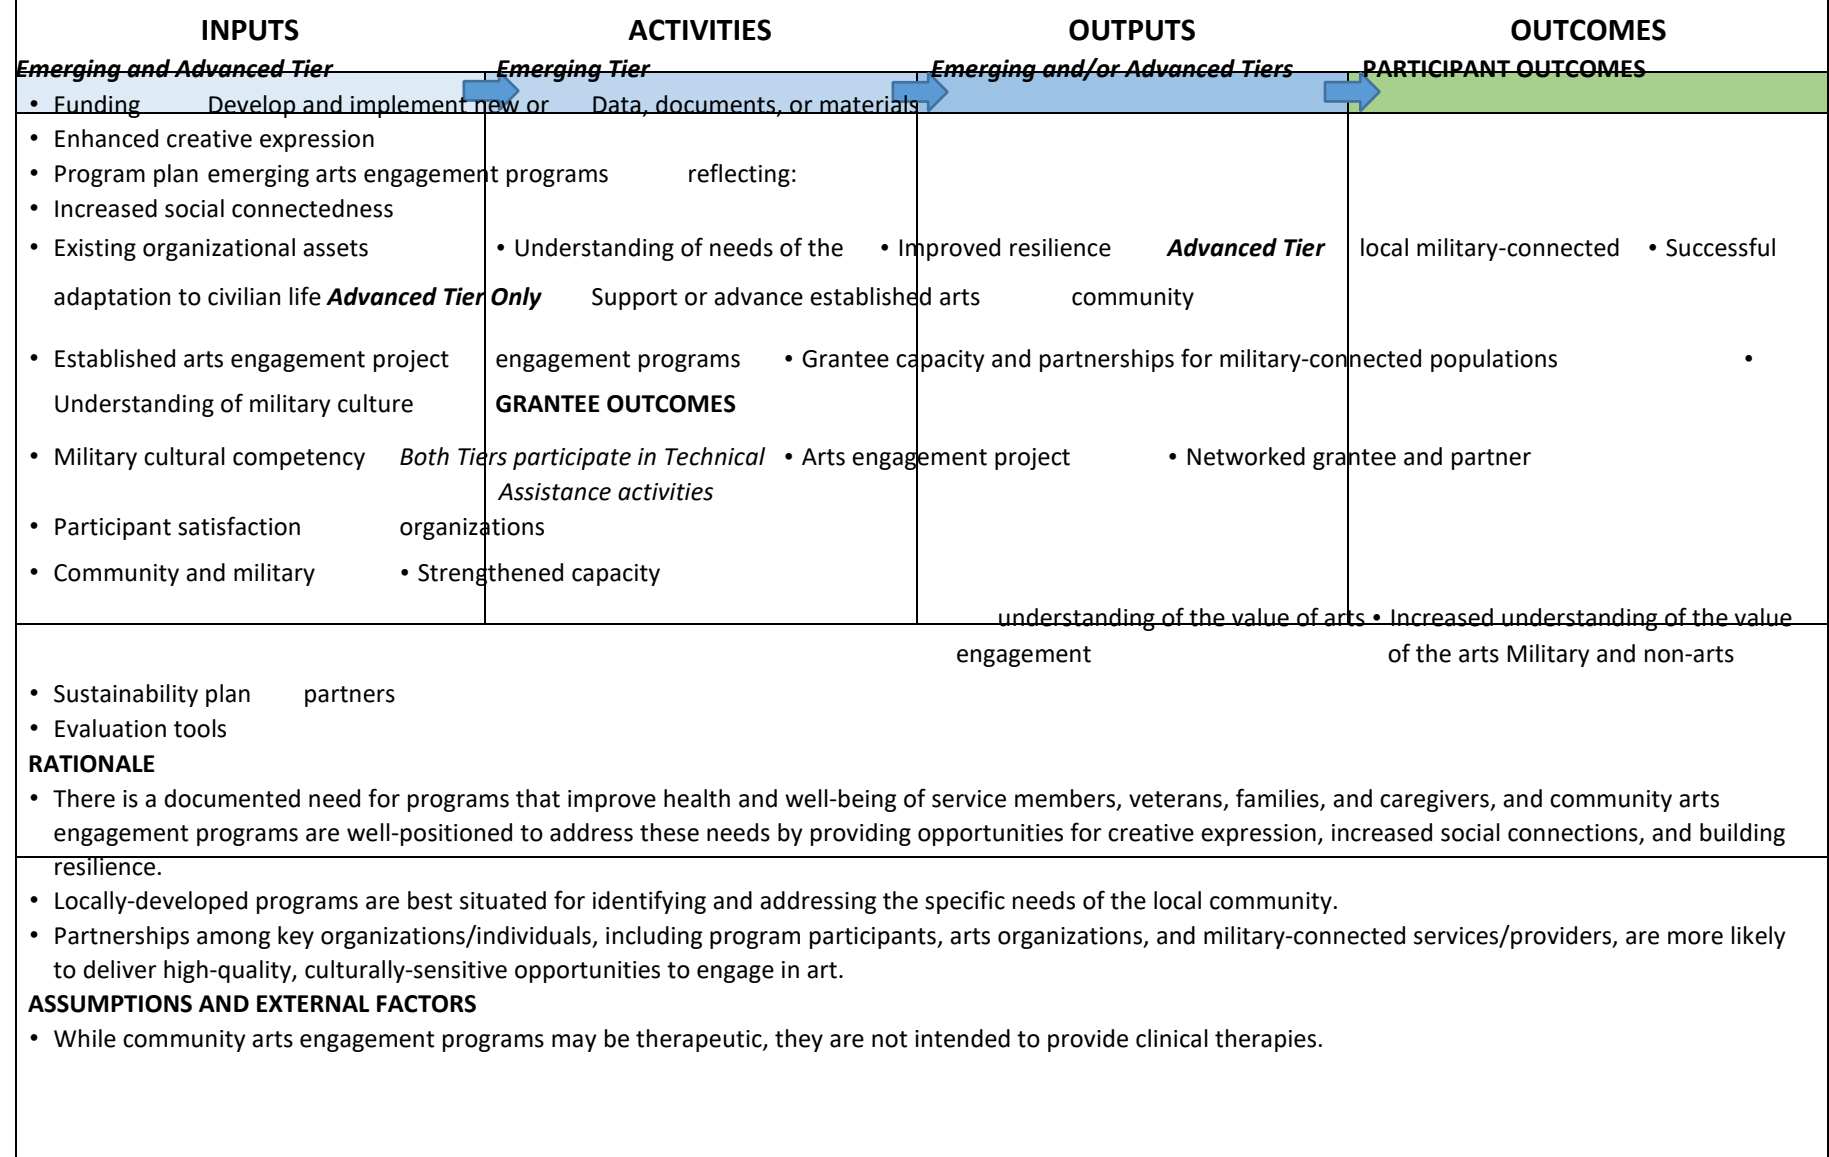 INPUTS ACTIVITIES OUTPUTS OUTCOMES
Emerging and Advanced Tier Emerging Tier Emerging and/or Advanced Tiers PARTICIPANT OUTCOMES
• Funding Develop and implement new or Data, documents, or materials
• Enhanced creative expression
• Program plan emerging arts engagement programs reflecting:
• Increased social connectedness
• Existing organizational assets • Understanding of needs of the • Improved resilience Advanced Tier local military-connected • Successful
adaptation to civilian life Advanced Tier Only Support or advance established arts community
• Established arts engagement project engagement programs • Grantee capacity and partnerships for military-connected populations •
Understanding of military culture GRANTEE OUTCOMES
• Military cultural competency Both Tiers participate in Technical • Arts engagement project • Networked grantee and partner
Assistance activities
• Participant satisfaction organizations
• Community and military • Strengthened capacity
understanding of the value of arts • Increased understanding of the value
engagement of the arts Military and non-arts
• Sustainability plan partners
• Evaluation tools
RATIONALE
• There is a documented need for programs that improve health and well-being of service members, veterans, families, and caregivers, and community arts
engagement programs are well-positioned to address these needs by providing opportunities for creative expression, increased social connections, and building
resilience.
• Locally-developed programs are best situated for identifying and addressing the specific needs of the local community.
• Partnerships among key organizations/individuals, including program participants, arts organizations, and military-connected services/providers, are more likely
to deliver high-quality, culturally-sensitive opportunities to engage in art.
ASSUMPTIONS AND EXTERNAL FACTORS
• While community arts engagement programs may be therapeutic, they are not intended to provide clinical therapies.